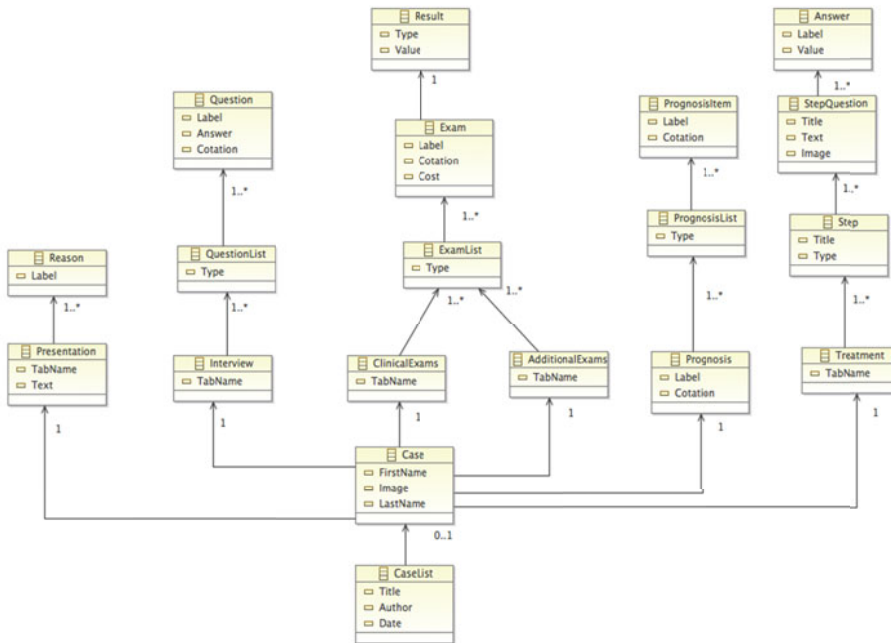 Result
Type
Value
Answer
Label
Value
1
1..*
Question
Label
Answer
Cotation
PrognosisItem
Label
Cotation
StepQuestion
Title
Text
Image
Exam
Label
Cotation
Cost
1..*
1..*
1..*
1..*
Reason
Label
QuestionList
Type
ExamList
Type
PrognosisList
Type
Step
Title
Type
1..*
1..*
1..*
1..*
1..*
1..*
Presentation
TabName
Text
Interview
TabName
ClinicalExams
TabName
AdditionalExams
TabName
Prognosis
Label
Cotation
Treatment
TabName
1
1
1
1
1
1
Case
FirstName
Image
LastName
0..1
CaseList
Title
Author
Date